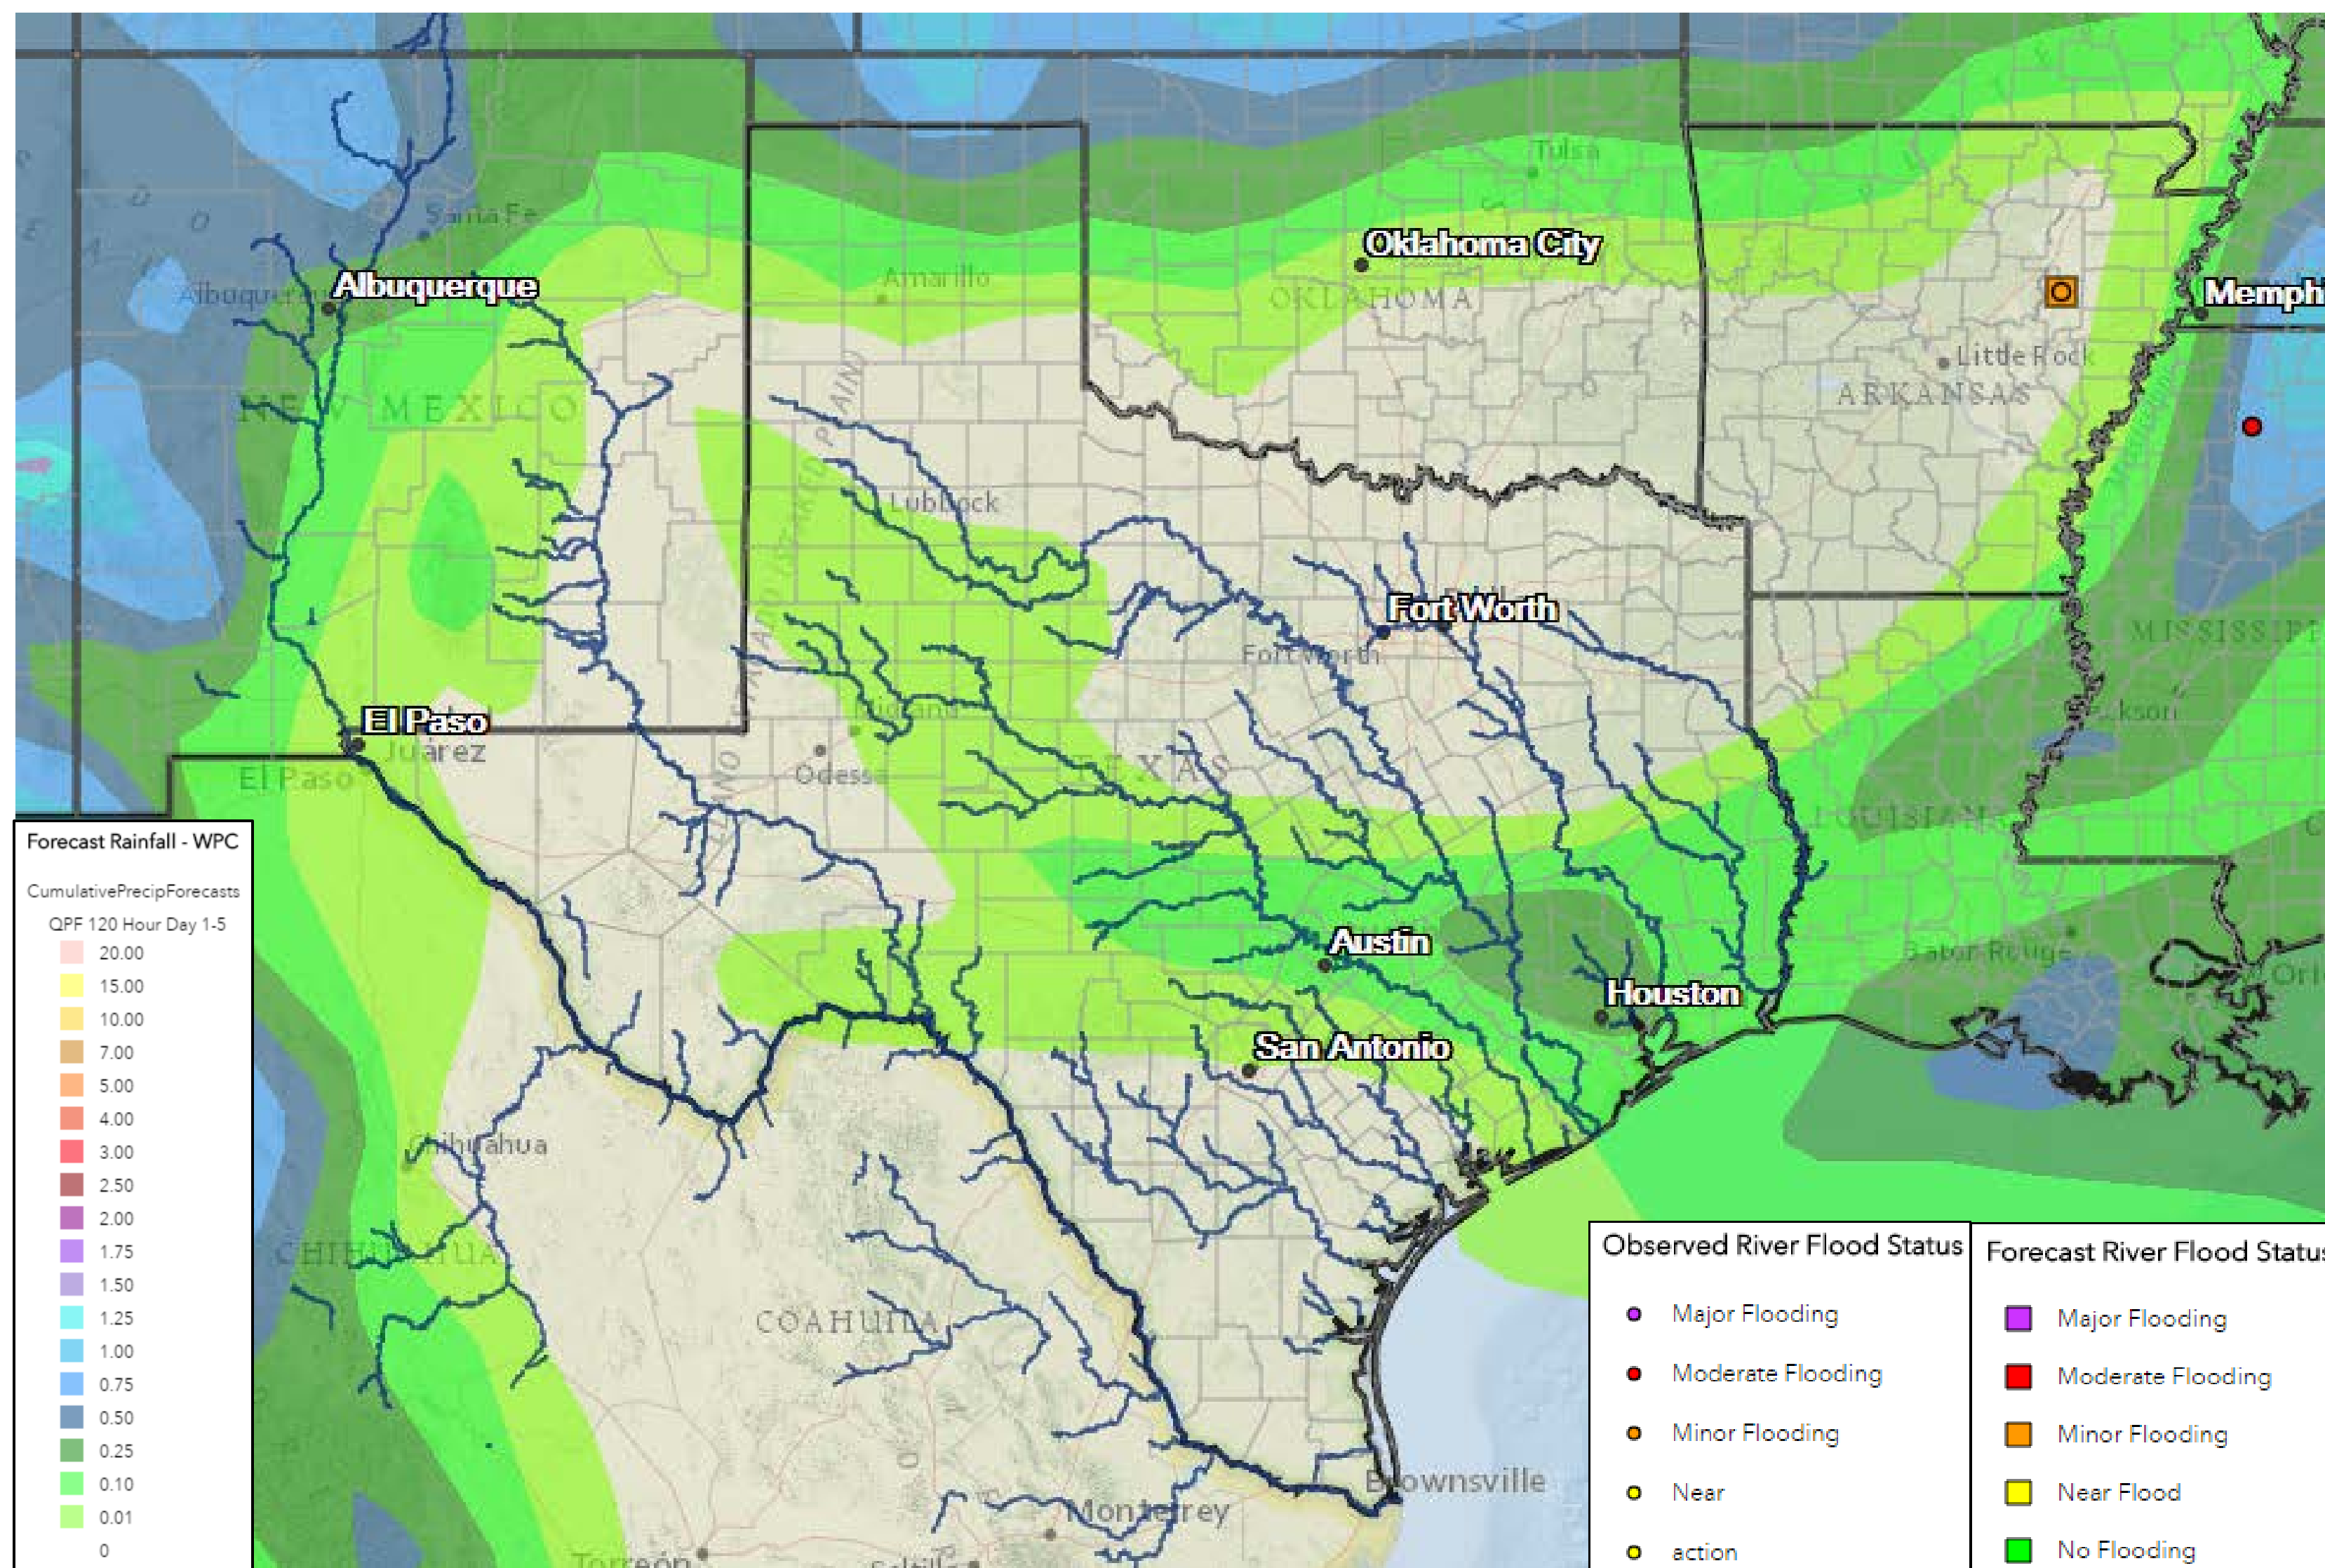 Santa Fe
Tulsa
Albuquerque
Amarillo
Oklahoma City
OKLAHOMA
Memphi
Little Rock
ARKANSAS
NEW MEXICO
Lubbock
Fort Worth
Fort Worth
MISSISSIPPI
El Paso
Juárez
El Paso
Midland
Odessa
TEXAS
LOUISIANA
ckson
Austin
Baton Rouge
Houston
San Antonio
Chihuahua
CHIHUAHUA
COAHUILA
Brownsville
Monterrey
Torreón
Forecast Rainfall - WPC
CumulativePrecipForecasts
QPF 120 Hour Day 1-5
20.00
15.00
10.00
7.00
5.00
4.00
3.00
2.50
2.00
1.75
1.50
1.25
1.00
0.75
0.50
0.25
0.10
0.01
0
Observed River Flood Status
Major Flooding
Moderate Flooding
Minor Flooding
Near
action
Forecast River Flood Status
Major Flooding
Moderate Flooding
Minor Flooding
Near Flood
No Flooding